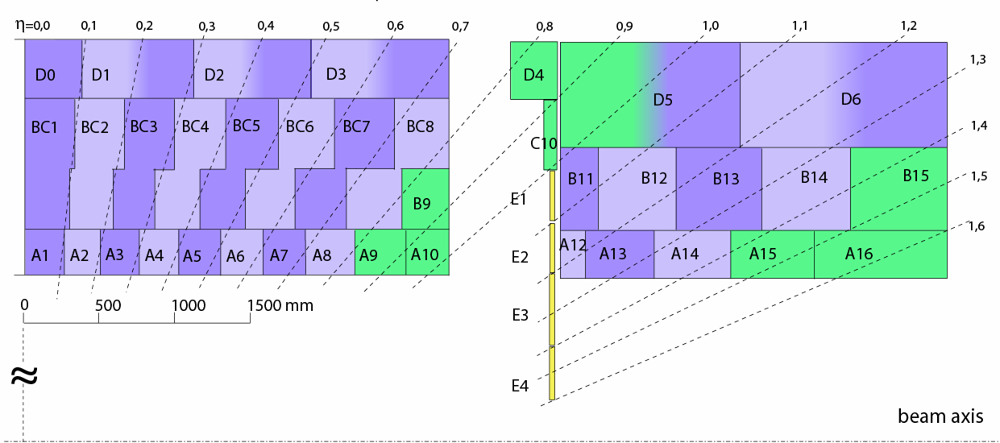 η=0,0 0,1 0,2 0,3 0,4 0,5 0,6 0,7 0,8 0,9 1,0 1,1 1,2
1,3
D0 D1 D2 D3 D4 D5 D6
BC1 BC2 BC3 BC4 BC5 BC6 BC7 BC8 1,4
C10
B11 B12 B13 B14 B15 1,5
B9 E1
1,6
A1 A2 A3 A4 A5 A6 A7 A8 A9 A10 E2 A12 A13 A14 A15 A16
0 500 1000 1500 mm
E3
≈
E4
beam axis